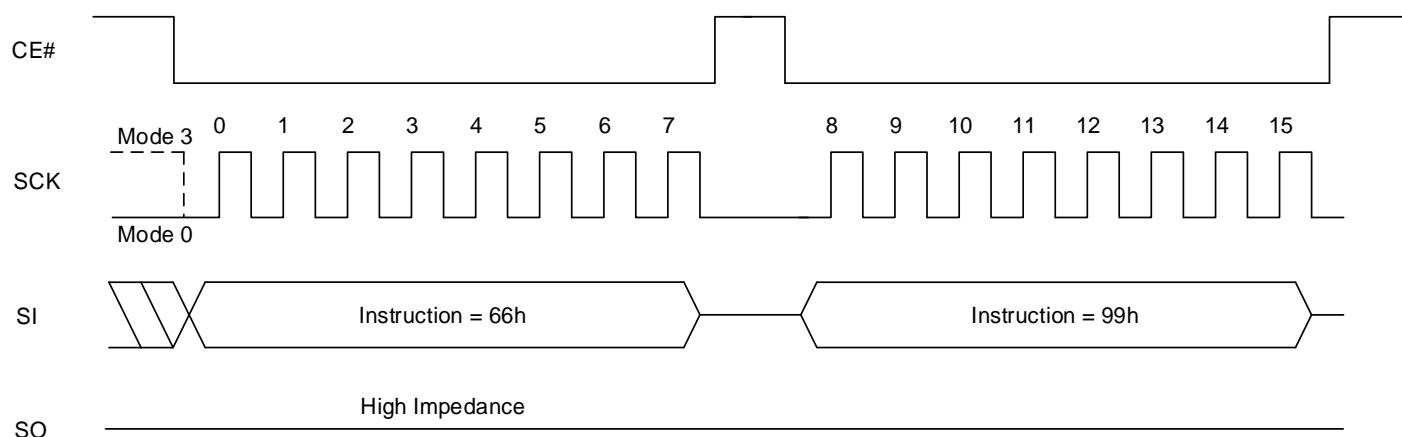 CE#
Mode 3
0 1 2 3 4 5 6 7 8 9 10 11 12 13 14 15
SCK
Mode 0
SI
Instruction = 66h
Instruction = 99h
High Impedance
SO